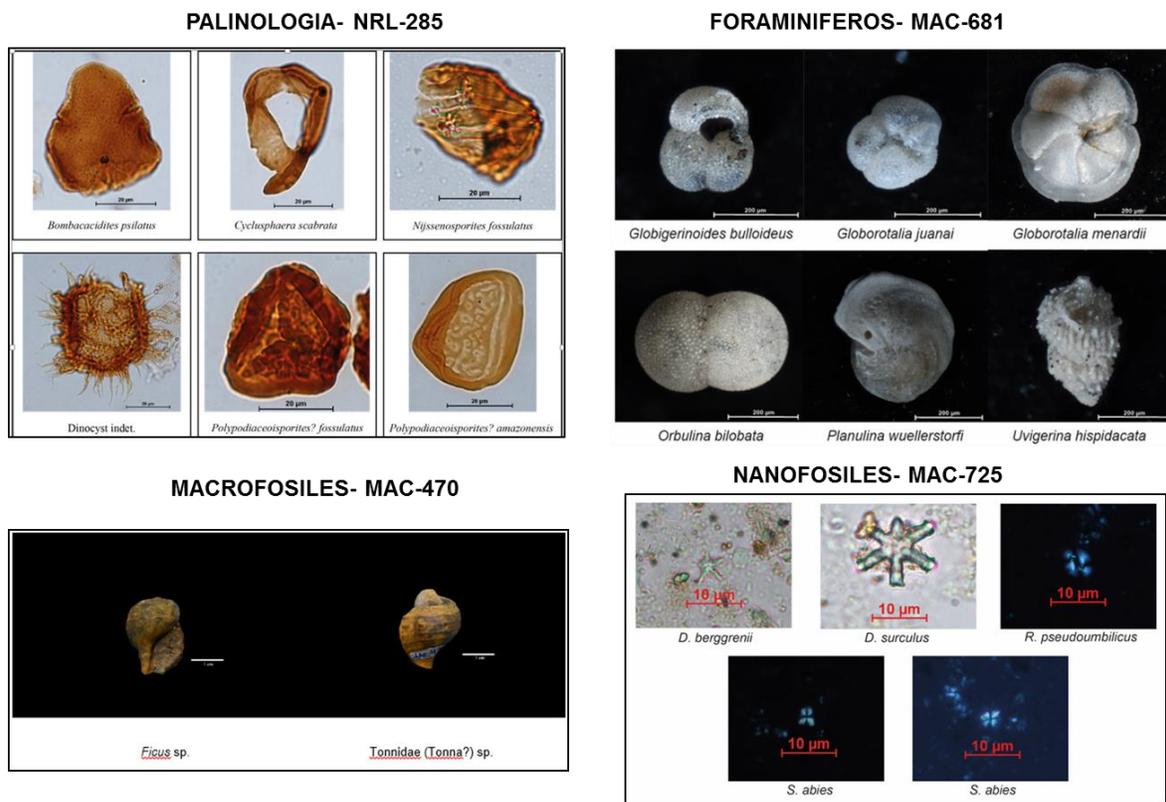 PALINOLOGIA- NRL-285
20 µm
20 µm
20 µm
Bombacacidites psilatus
Cyclusphaera scabrata
Nijssenosporites fossulatus
20 µm
20 µm
Dinocyst indet.
Polypodiaceoisporites? fossulatus
Polypodiaceoisporites? amazonensis
FORAMINIFEROS- MAC-681
200 µm
200 µm
200 µm
Globigerinoides bulloideus
Globorotalia juanai
Globorotalia menardii
200 µm
200 µm
200 µm
Orbulina bilobata
Planulina wuellerstorfi
Uvigerina hispidacata
MACROFOSILES- MAC-470
Ficus sp.
Tonnidae (Tonna?) sp.
NANOFOSILES- MAC-725
10 µm
10 µm
10 µm
D. berggrenii
D. surculus
R. pseudoumbilicus
10 µm
10 µm
S. abies
S. abies